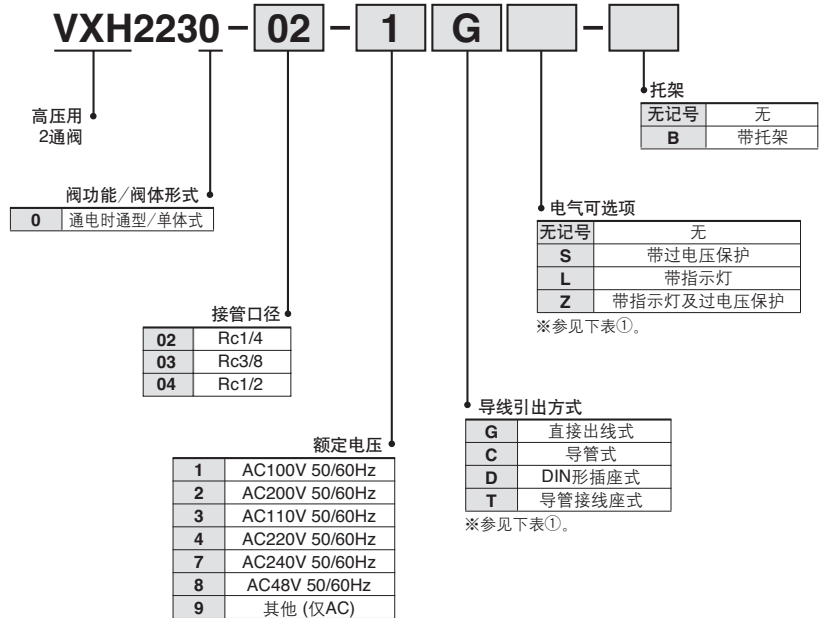 VXH2230-02-1G -
高压用
2通阀
阀功能/阀体形式
0 通电时通型/单体式
接管口径
02 Rc1/4
03 Rc3/8
04 Rc1/2
额定电压
1 AC100V 50/60Hz
2 AC200V 50/60Hz
3 AC110V 50/60Hz
4 AC220V 50/60Hz
7 AC240V 50/60Hz
8 AC48V 50/60Hz
9 其他 (仅AC)
托架
无记号 无
B 带托架
电气可选项
无记号 无
S 带过电压保护
L 带指示灯
Z 带指示灯及过电压保护
※参见下表①。
导线引出方式
G 直接出线式
C 导管式
D DIN形插座式
T 导管接线座式
※参见下表①。